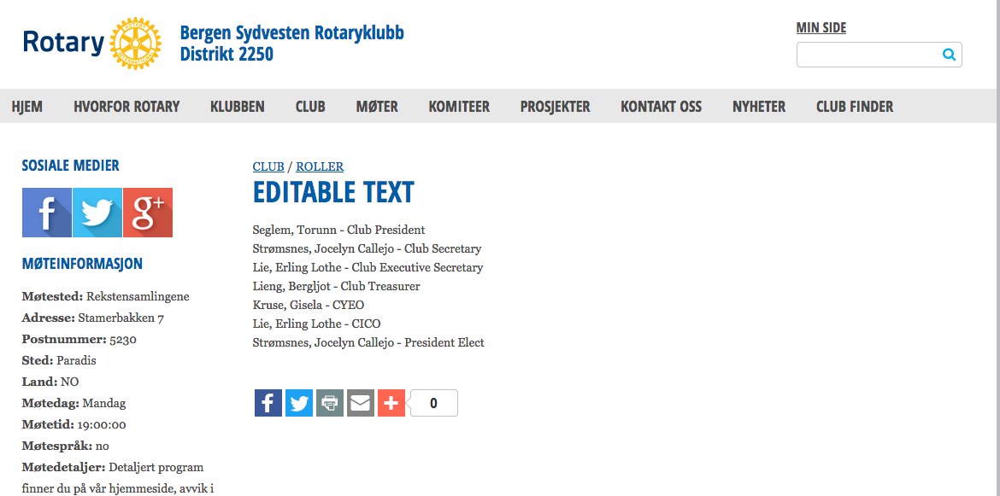 Rotary
ROTARY
INTERNATIONAL
Bergen Sydvesten Rotaryklubb
Distrikt 2250
MIN SIDE
HJEM HVORFOR ROTARY KLUBBEN CLUB MØTER KOMITEER PROSJEKTER KONTAKT OSS NYHETER CLUB FINDER
SOSIALE MEDIER
f g+
MØTEINFORMASJON
Møtested: Rekstensamlingene
Adresse: Stamerbakken 7
Postnummer: 5230
Sted: Paradis
Land: NO
Møtedag: Mandag
Møtetid: 19:00:00
Møtespråk: no
Møtedetaljer: Detaljert program
finner du på vår hjemmeside, avvik i
CLUB / ROLLER
EDITABLE TEXT
Seglem, Torunn - Club President
Strømsnes, Jocelyn Callejo - Club Secretary
Lie, Erling Lothe - Club Executive Secretary
Lieng, Bergljot - Club Treasurer
Kruse, Gisela - CYEO
Lie, Erling Lothe - CICO
Strømsnes, Jocelyn Callejo - President Elect
f 0